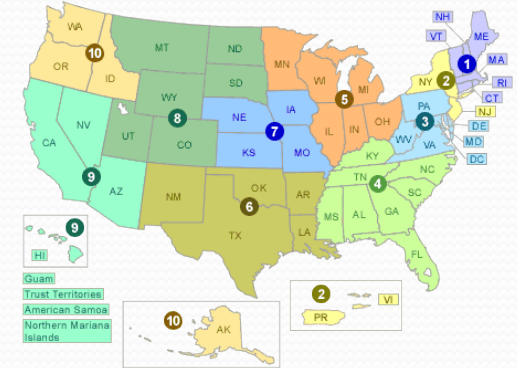 NH
VT
ME
WA
10
1
MA
OR
ID
MT
ND
MN
WI
MI
NY
2
RI
CT
NJ
SD
5
WY
8
PA
3
DE
NV
NE
IA
IL
IN
OH
WV
VA
MD
DC
CA
UT
CO
7
KS
MO
KY
9
AZ
NM
OK
6
AR
TN
4
NC
SC
MS
AL
GA
TX
LA
FL
9
HI
Guam
Trust Territories
American Samoa
Northern Mariana
Islands
10
AK
2
VI
PR